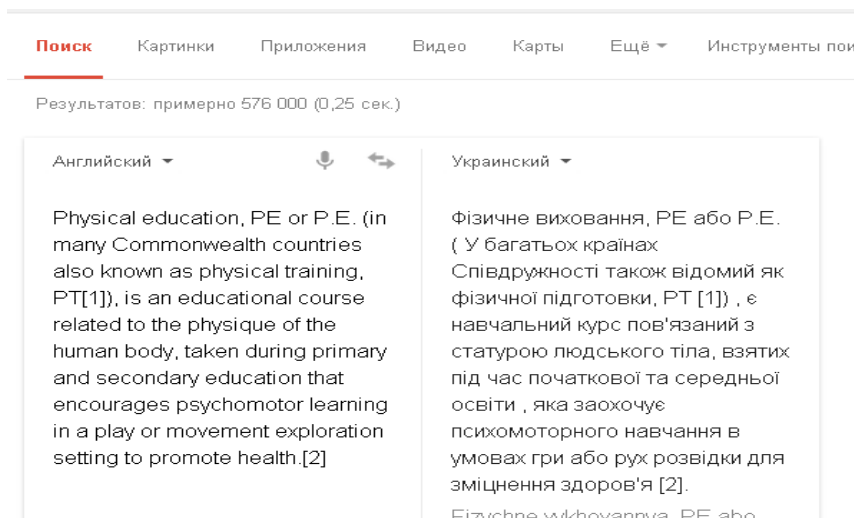 Поиск Картинки Приложения Видео Карты Ещё Инструменты
Результатов: примерно 576 000 (0,25 сек.)
Английский
Physical education, PE or P.E. (in
many Commonwealth countries
also known as physical training,
PT[1]), is an educational course
related to the physique of the
human body, taken during primary
and secondary education that
encourages psychomotor learning
in a play or movement exploration
setting to promote health.[2]
Украинский
Фізичне виховання, PE або P.E.
( У багатьох країнах
Співдружності також відомий як
фізичної підготовки, PT [1]) , є
навчальний курс пов'язаний з
статурою людського тіла, взятих
під час початкової та середньої
освіти , яка заохочує
психомоторного навчання в
умовах гри або рух розвідки для
зміцнення здоров'я [2].
Fizychne vykhovannya, PE abo